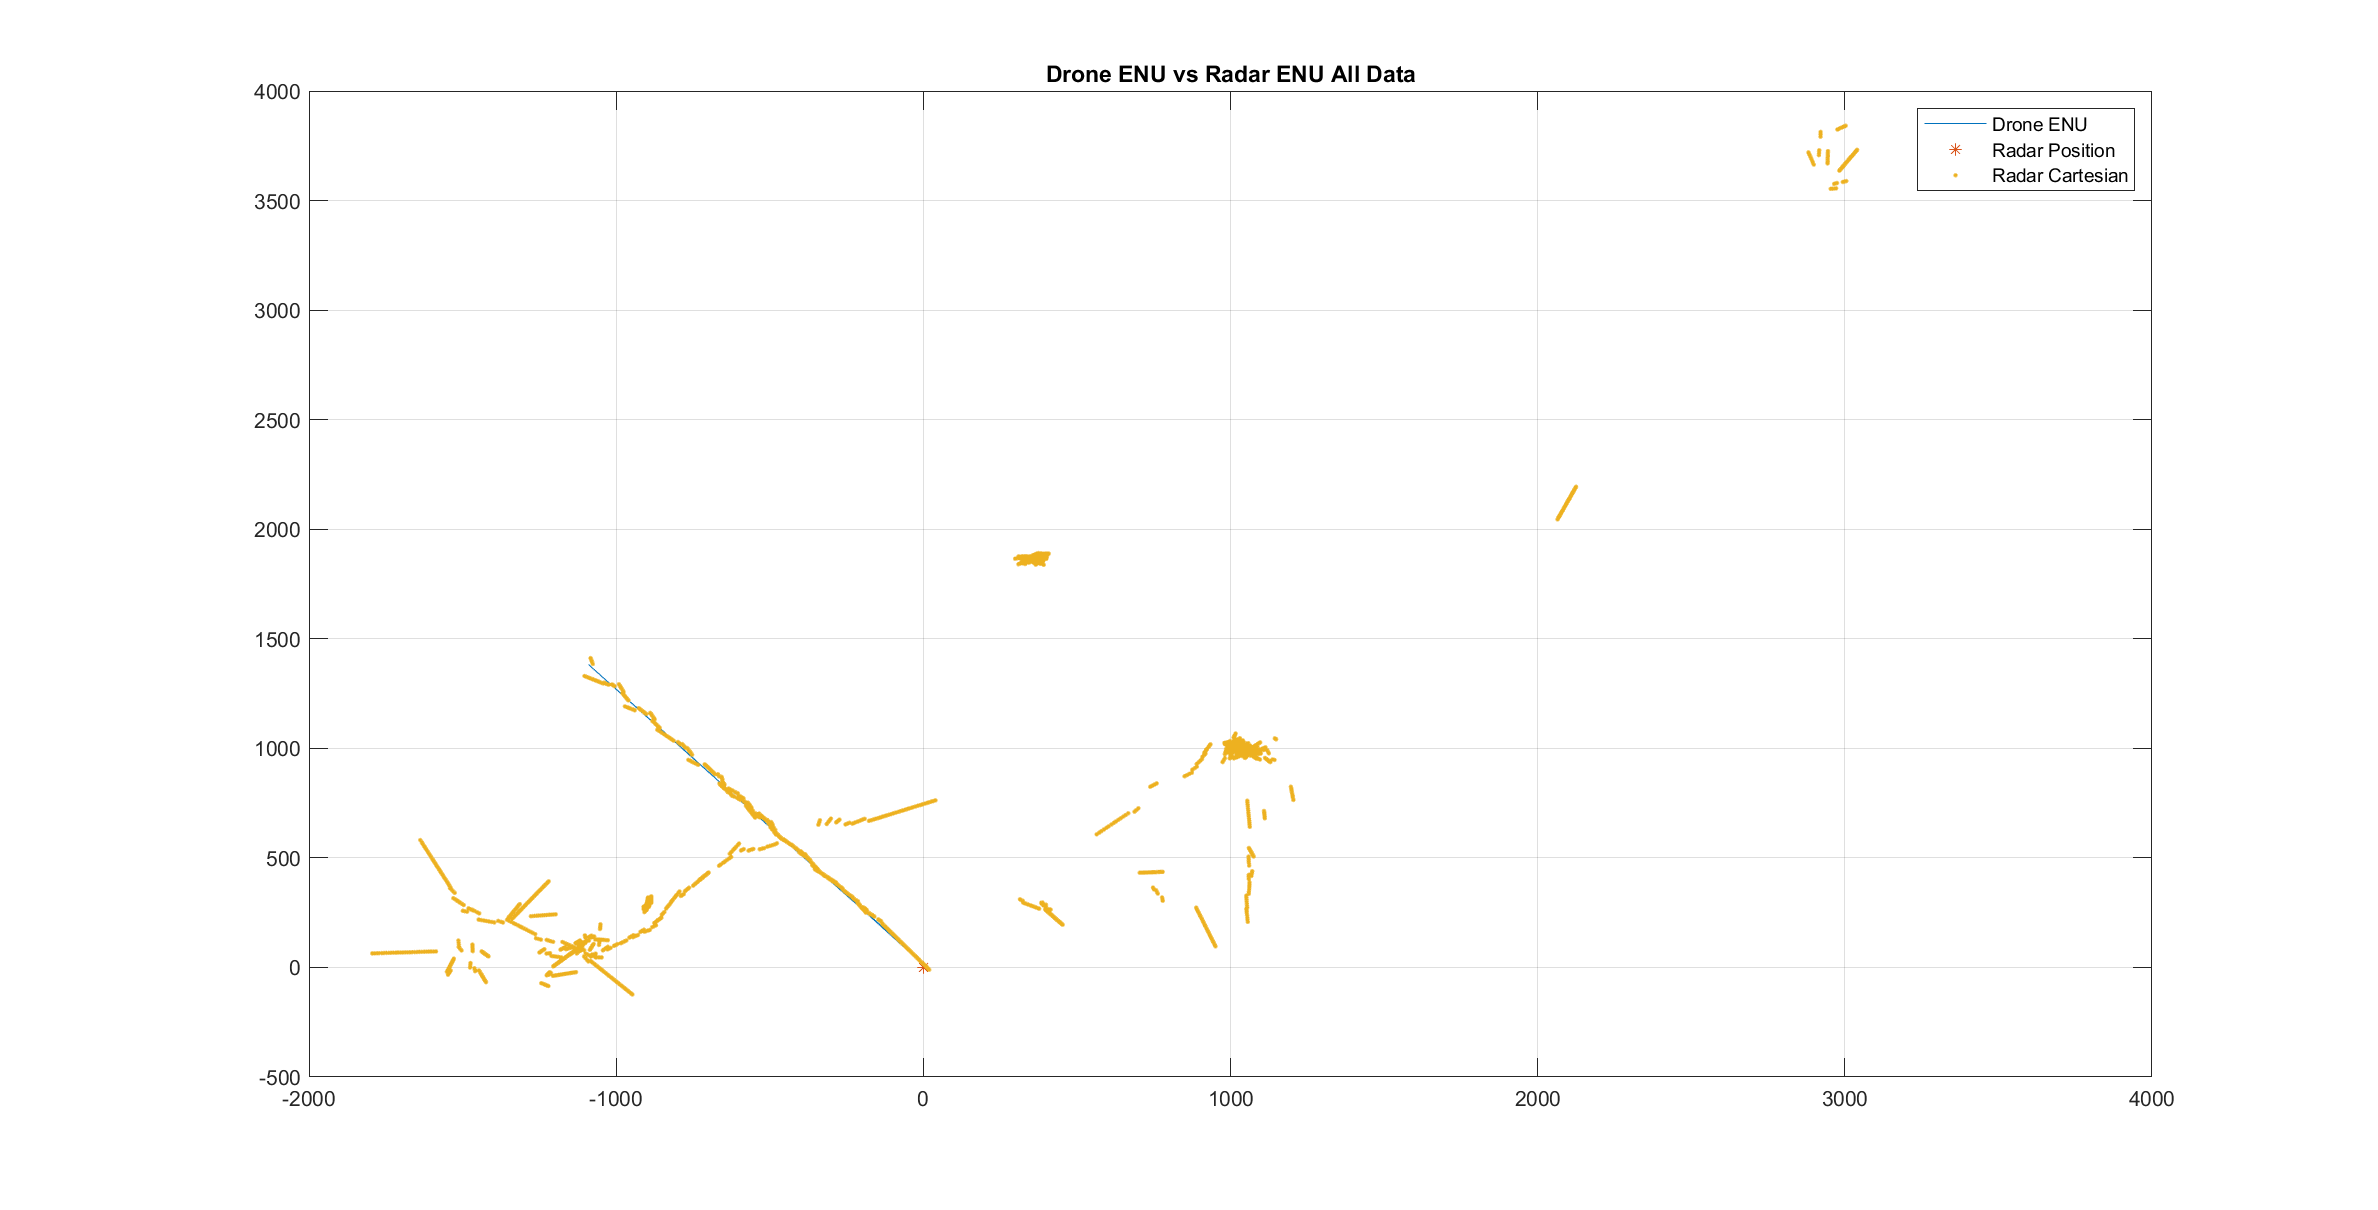 Drone ENU vs Radar ENU All Data
4000
3500
3000
2500
2000
1500
1000
500
0
-500
-2000 -1000 0 1000 2000 3000 4000
Drone ENU
Radar Position
Radar Cartesian